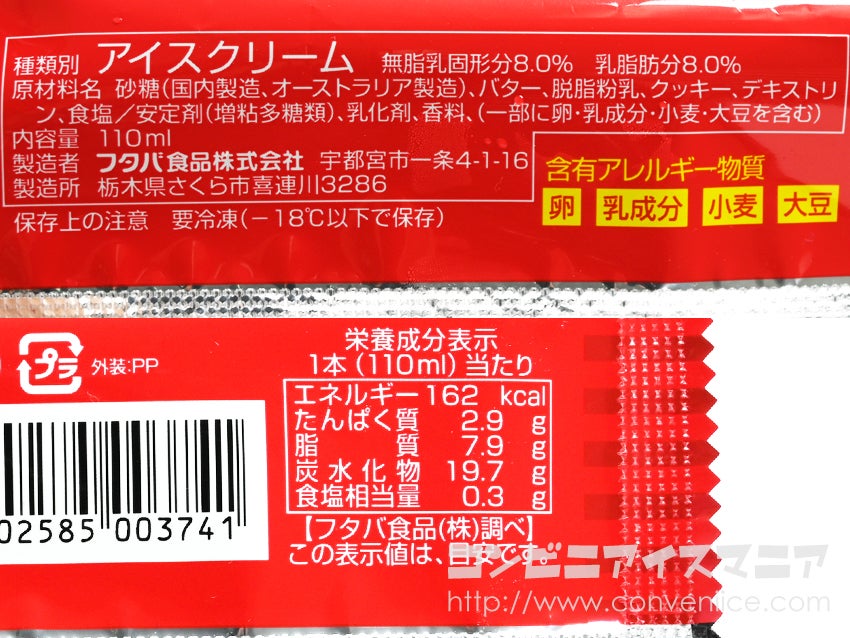 種類別 アイスクリーム 無脂乳固形分8.0% 乳脂肪分8.0%
原材料名 砂糖(国内製造、オーストラリア製造)、バター、脱脂粉乳、クッキー、デキストリ
ン、食塩／安定剤(増粘多糖類)、乳化剤、香料、(一部に卵・乳成分・小麦・大豆を含む)
内容量 110ml
製造者 フタバ食品株式会社 宇都宮市一条4-1-16
製造所 栃木県さくら市喜連川3286
保存上の注意 要冷凍(－18℃以下で保存)
含有アレルギー物質
卵 乳成分 小麦 大豆
プラ 外装:PP
02585 003741
栄養成分表示
1本(110ml)当たり
エネルギー 162 kcal
たんぱく質 2.9 g
脂質 7.9 g
炭水化物 19.7 g
食塩相当量 0.3 g
【フタバ食品(株)調べ】
この表示値は、目安です。
コンビニアイスマニア
http://www.conveniice.com/